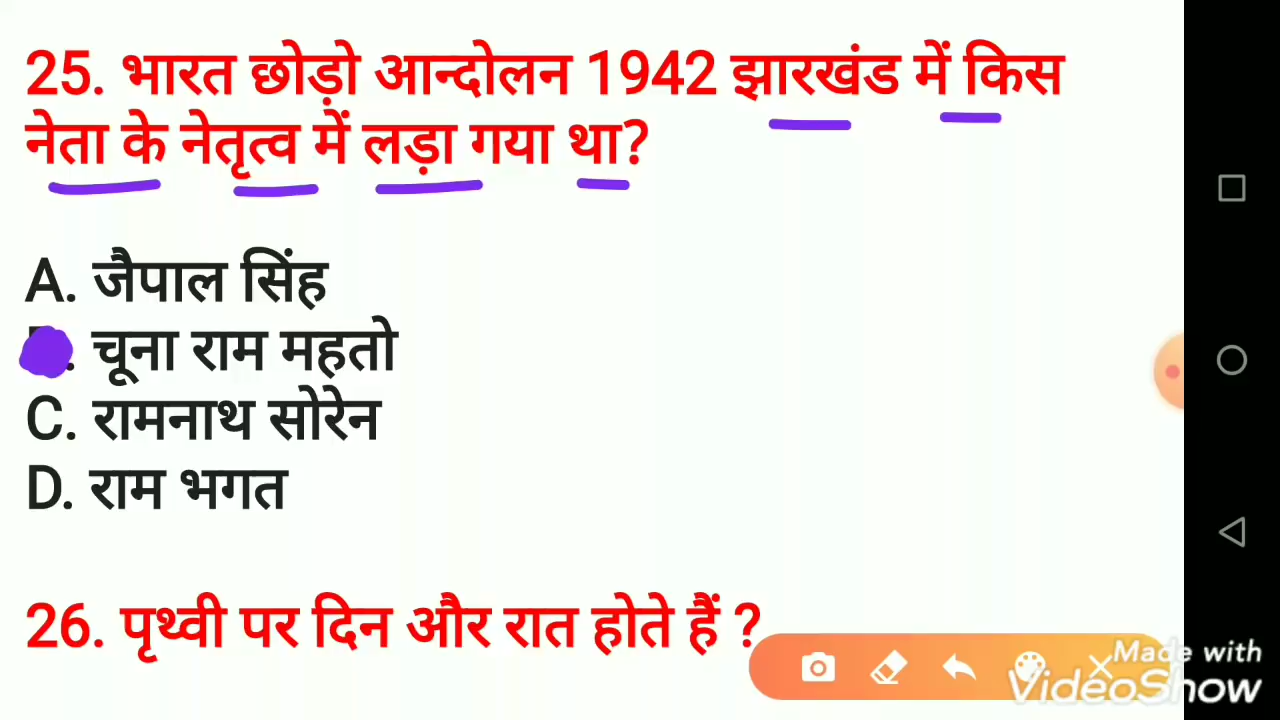 25. भारत छोड़ो आन्दोलन 1942 झारखंड में किस
नेता के नेतृत्व में लड़ा गया था?
A. जैपाल सिंह
चूना राम महतो
C. रामनाथ सोरेन
D. राम भगत
26. पृथ्वी पर दिन और रात होते हैं ?
Made with
VideoShow